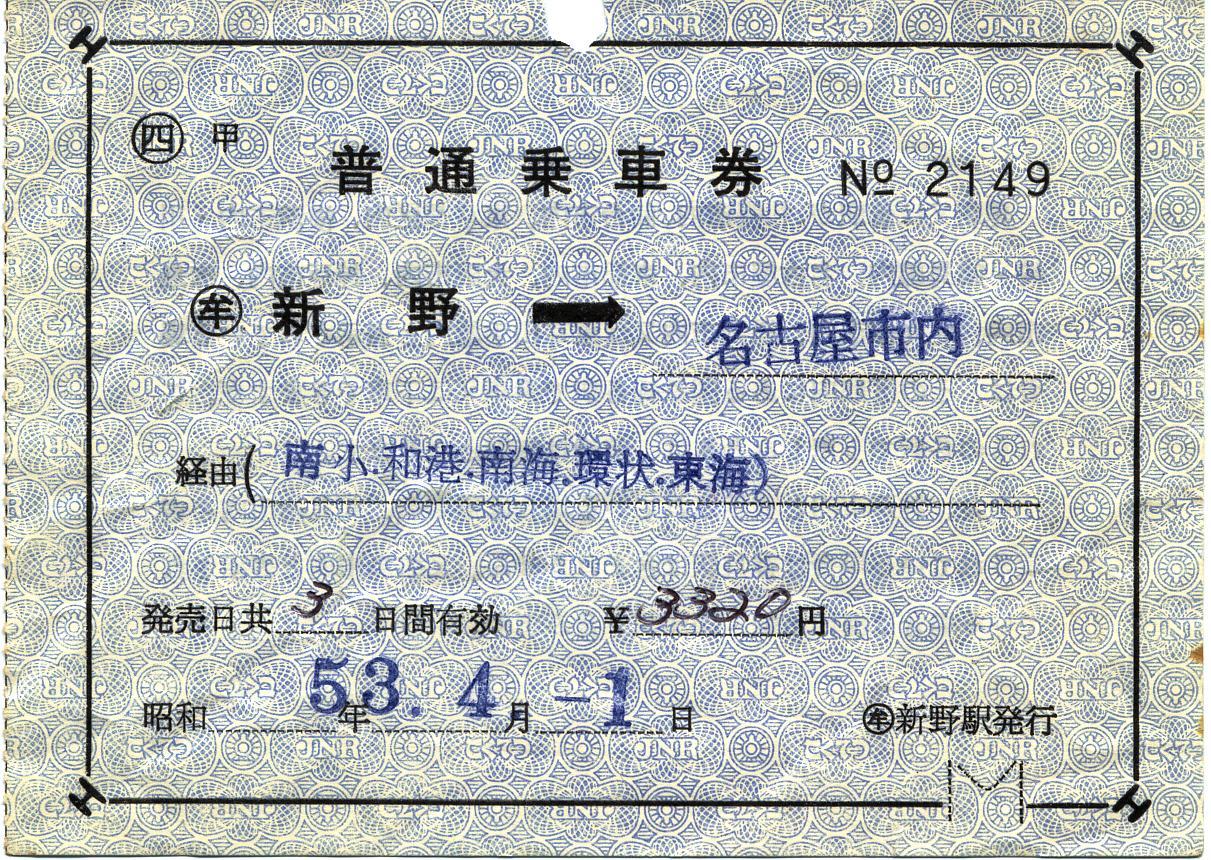 ㊃ 甲
普通乗車券 № 2149
牟 新野 → 名古屋市内
経由(南小.和港.南海.環状.東海)
発売日共 3 日間有効 ¥3320円
昭和 53年. 4月 -1日 牟新野駅発行